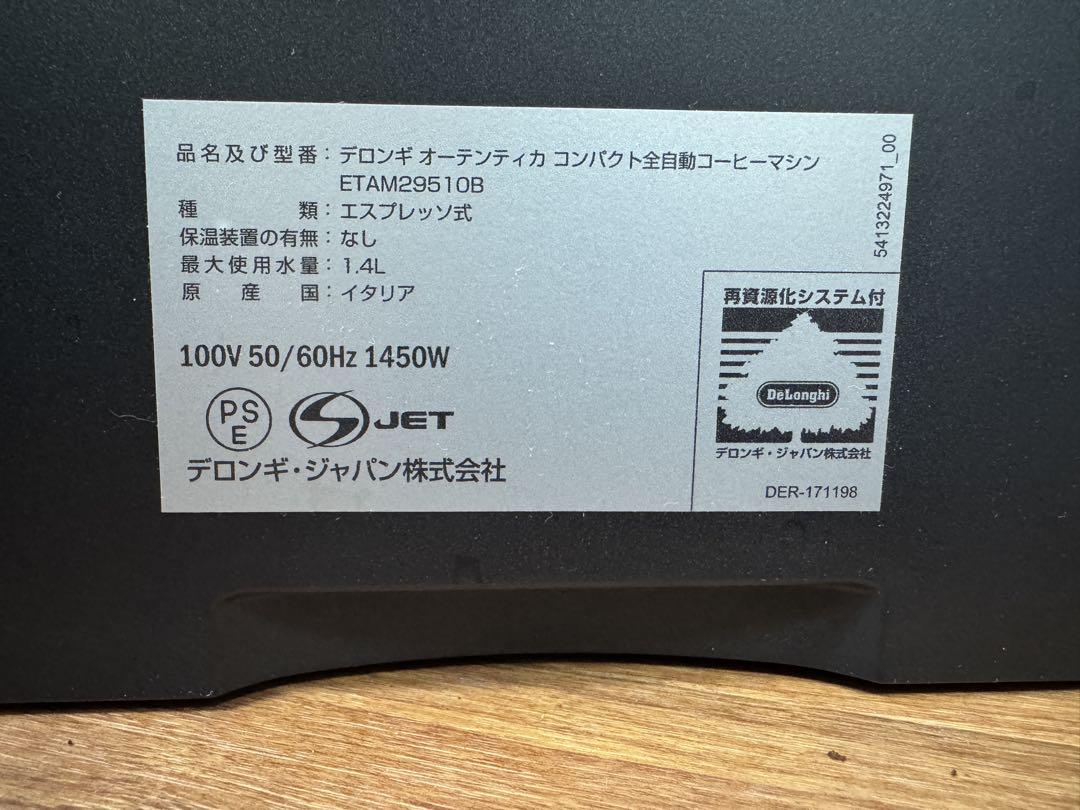 品名及び型番：デロンギ オーテンティカ コンパクト全自動コーヒーマシン
ETAM29510B
種類：エスプレッソ式
保温装置の有無：なし
最大使用水量：1.4L
原産国：イタリア
100V 50/60Hz 1450W
PSE
S JET
デロンギ・ジャパン株式会社
5413224971_00
再資源化システム付
DeLonghi
デロンギ・ジャパン株式会社
DER-171198